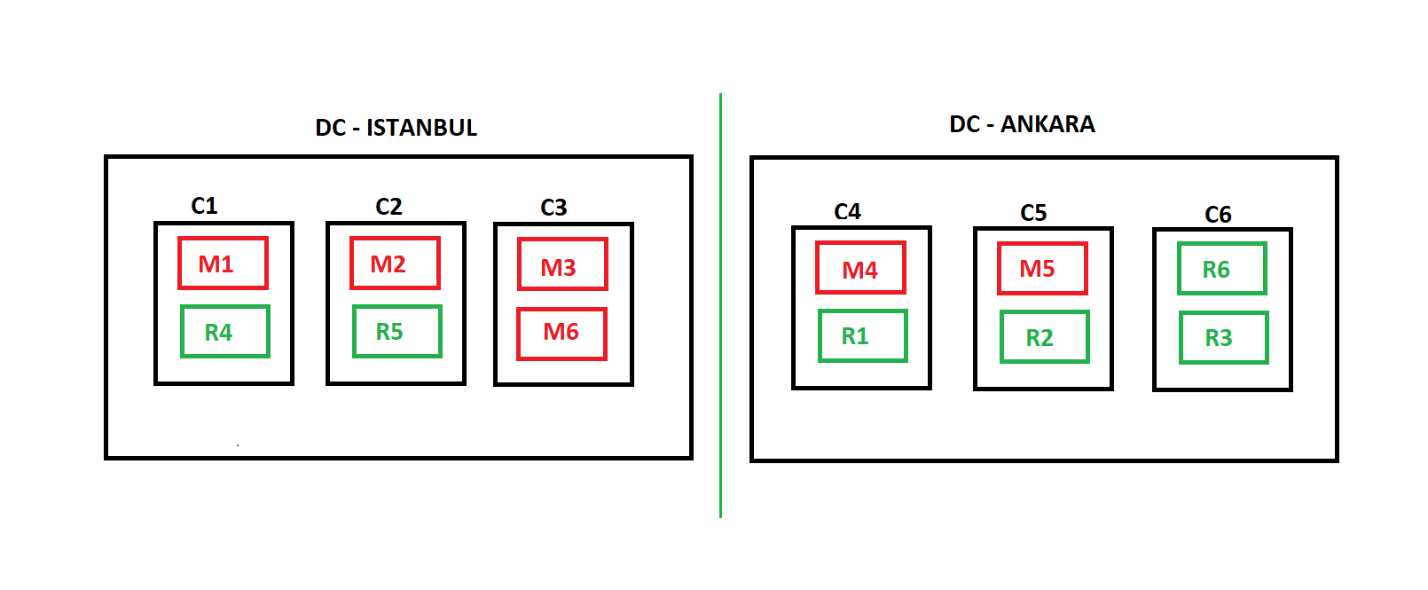 DC - ISTANBUL
C1
M1
R4
C2
M2
R5
C3
M3
M6
DC - ANKARA
C4
M4
R1
C5
M5
R2
C6
R6
R3